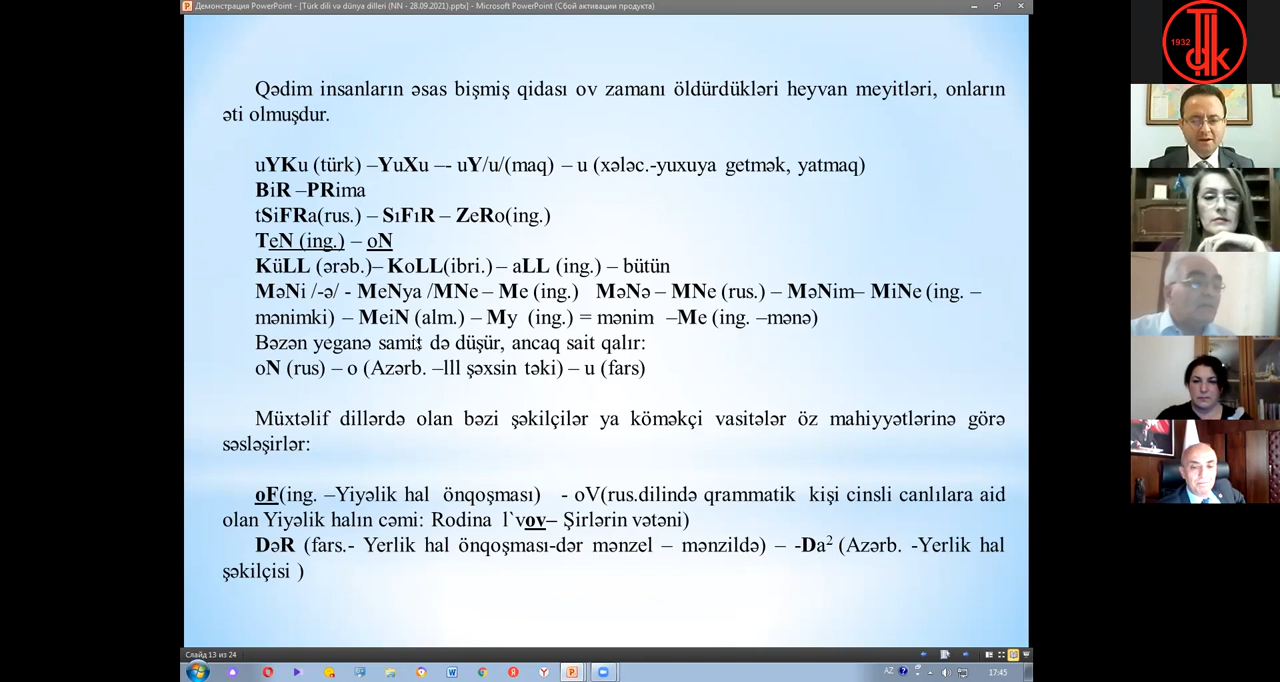 Демонстрация PowerPoint - [Türk dili və dünya dilləri (NN - 28.09.2021).pptx] - Microsoft PowerPoint (Сбой активации продукта)
Qədim insanların əsas bişmiş qidası ov zamanı öldürdükləri heyvan meyitləri, onların
əti olmuşdur.
uYKu (türk) –YuXu –- uY/u/(maq) – u (xələc.-yuxuya getmək, yatmaq)
BiR –PRima
tSiFRa(rus.) – SıFıR – ZeRo(ing.)
TeN (ing.) – oN
KüLL (ərəb.)– KoLL(ibri.) – aLL (ing.) – bütün
MəNi /-ə/ - MeNya /MNe – Me (ing.) MəNə – MNe (rus.) – MəNim– MiNe (ing. –
mənimki) – MeiN (alm.) – My (ing.) = mənim –Me (ing. –mənə)
Bəzən yeganə samit də düşür, ancaq sait qalır:
oN (rus) – o (Azərb. –lll şəxsin təki) – u (fars)
Müxtəlif dillərdə olan bəzi şəkilçilər ya köməkçi vasitələr öz mahiyyətlərinə görə
səsləşirlər:
oF(ing. –Yiyəlik hal önqoşması) - oV(rus.dilində qrammatik kişi cinsli canlılara aid
olan Yiyəlik halın cəmi: Rodina l`vov– Şirlərin vətəni)
DəR (fars.- Yerlik hal önqoşması-dər mənzel – mənzildə) – -Da² (Azərb. -Yerlik hal
şəkilçisi )
Слайд 13 из 24
AZ
17:45
1932